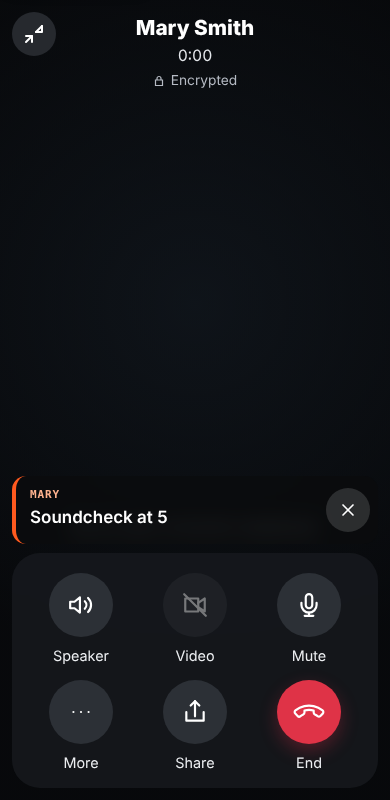 Mary Smith
0:00
Encrypted
MARY
Soundcheck at 5
Speaker
Video
Mute
More
Share
End